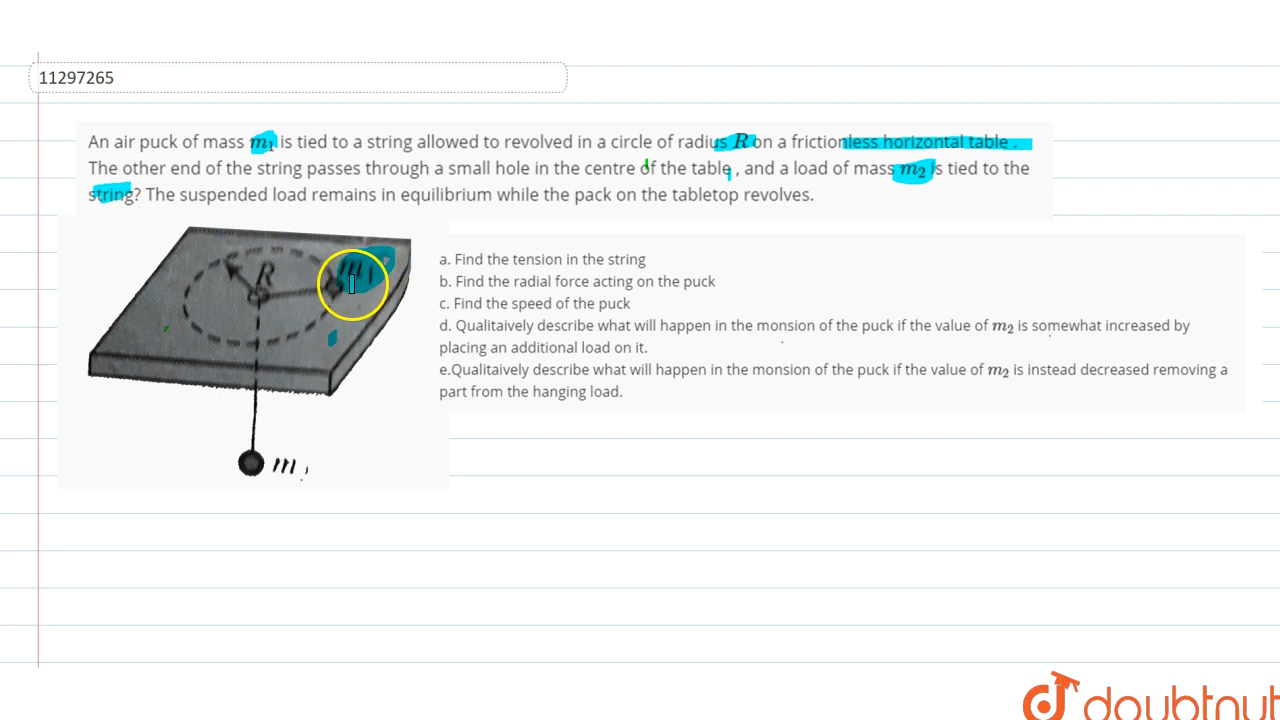 11297265
An air puck of mass m₁ is tied to a string allowed to revolved in a circle of radius R on a frictionless horizontal table .
The other end of the string passes through a small hole in the centre of the table , and a load of mass m₂ is tied to the
string? The suspended load remains in equilibrium while the pack on the tabletop revolves.
R
m₁
m
a. Find the tension in the string
b. Find the radial force acting on the puck
c. Find the speed of the puck
d. Qualitaively describe what will happen in the monsion of the puck if the value of m₂ is somewhat increased by
placing an additional load on it.
e.Qualitaively describe what will happen in the monsion of the puck if the value of m₂ is instead decreased removing a
part from the hanging load.
doubtnut